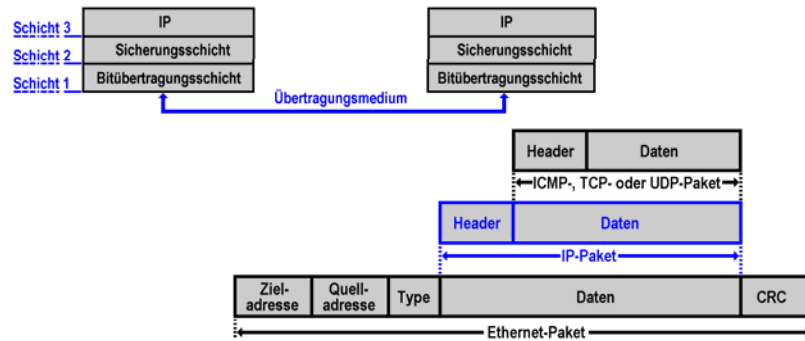 Schicht 3
IP
IP
Schicht 2
Sicherungsschicht
Sicherungsschicht
Schicht 1
Bitübertragungsschicht
Bitübertragungsschicht
Übertragungsmedium
Header
Daten
ICMP-, TCP- oder UDP-Paket
Header
Daten
IP-Paket
Ziel-
adresse
Quell-
adresse
Type
Daten
CRC
Ethernet-Paket